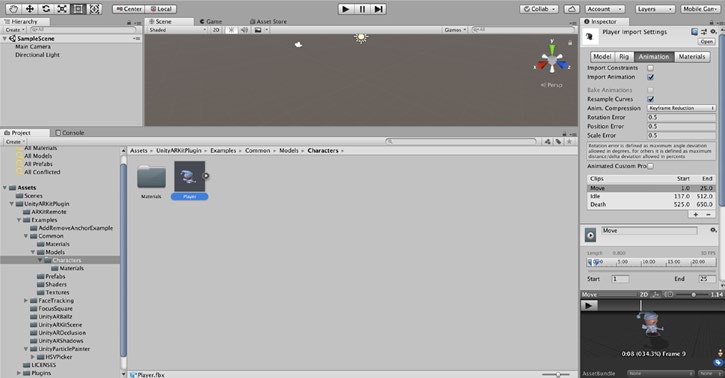 Center Local Collab Account Layers Mobile Gam
Hierarchy
Create
All
SampleScene
Main Camera
Directional Light
Scene Game Asset Store
Shaded 2D Gizmos All
y
x
z
Persp
Project Console
Create
All Materials
All Models
All Prefabs
All Conflicted
Assets
Scenes
UnityARKitPlugin
ARKitRemote
Examples
AddRemoveAnchorExample
Common
Materials
Models
Characters
Materials
Prefabs
Shaders
Textures
FaceTracking
FocusSquare
UnityARBallz
UnityARKitScene
UnityAROcclusion
UnityARShadows
UnityParticlePainter
HSVPicker
LICENSES
Plugins
Assets UnityARKitPlugin Examples Common Models Characters
Materials
Player
Player.fbx
Inspector
Player Import Settings
Open
Model Rig Animation Materials
Import Constraints
Import Animation
Bake Animations
Resample Curves
Anim. Compression Keyframe Reduction
Rotation Error 0.5
Position Error 0.5
Scale Error 0.5
Rotation error is defined as maximum angle deviation
allowed in degrees, for others it is defined as maximum
distance/delta deviation allowed in percents.
Animated Custom Pro
Clips Start End
Move 1.0 25.0
Idle 137.0 512.0
Death 525.0 650.0
+ −
Move
Length 0.800 30 FPS
5:00 10:00 15:00 20:00
Start 1 End 25
Move 2D 1.14
0:08 (034.3%) Frame 9
AssetBundle None None